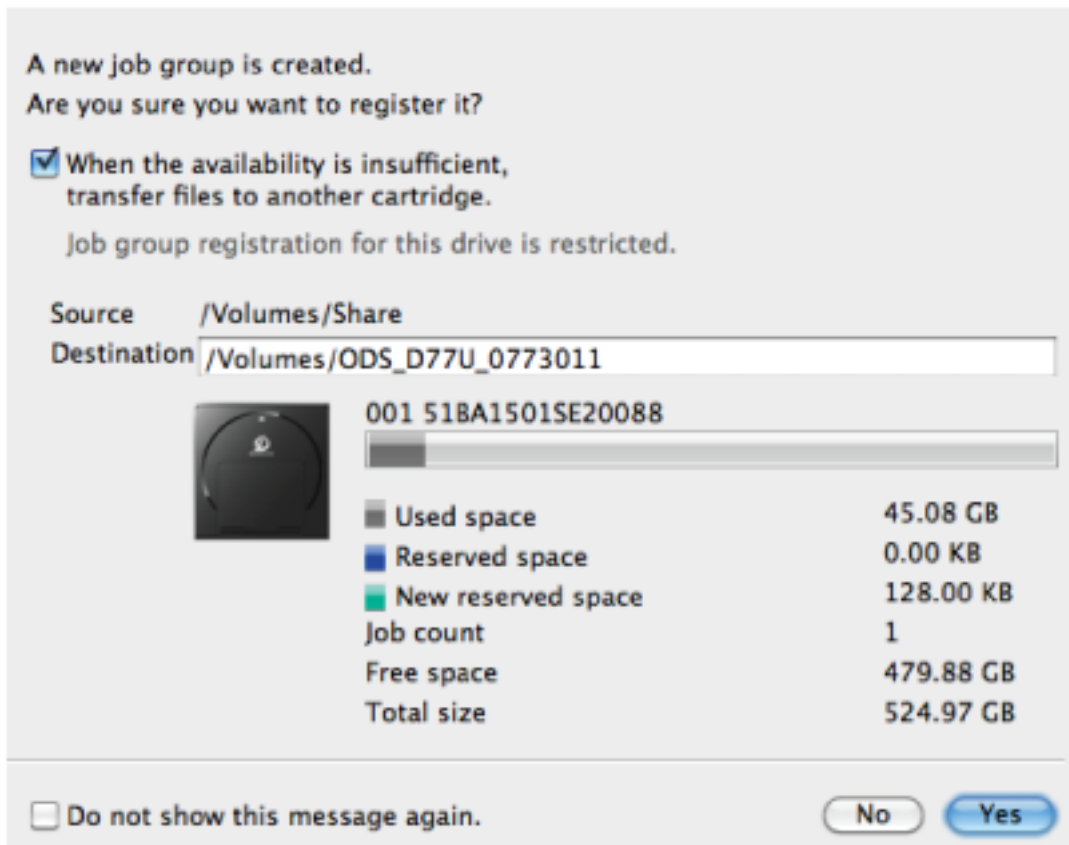 A new job group is created.
Are you sure you want to register it?
When the availability is insufficient,
transfer files to another cartridge.
Job group registration for this drive is restricted.
Source /Volumes/Share
Destination /Volumes/ODS_D77U_0773011
001 51BA1501SE20088
Used space 45.08 GB
Reserved space 0.00 KB
New reserved space 128.00 KB
Job count 1
Free space 479.88 GB
Total size 524.97 GB
Do not show this message again. No Yes